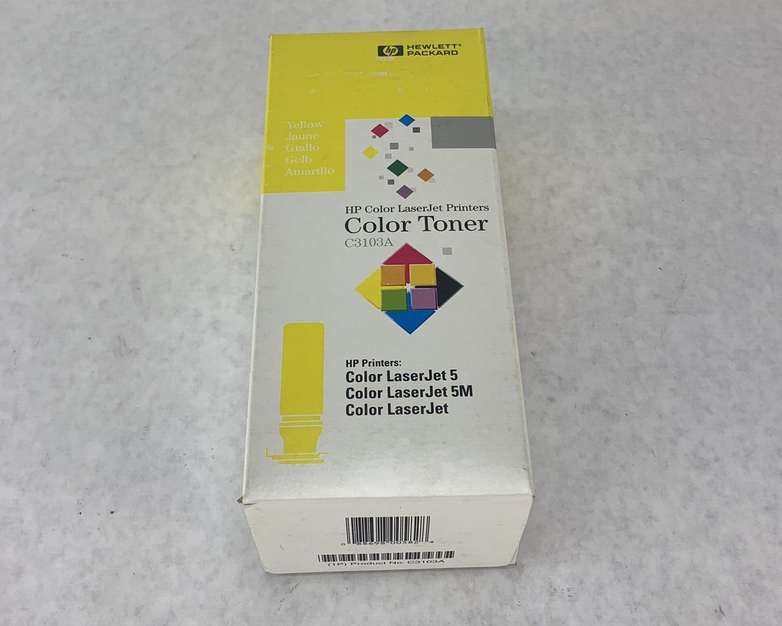 hp HEWLETT®
PACKARD
Yellow
Jaune
Giallo
Gelb
Amarillo
HP Color LaserJet Printers
Color Toner
C3103A
HP Printers:
Color LaserJet 5
Color LaserJet 5M
Color LaserJet
(1P) Product No. C3103A